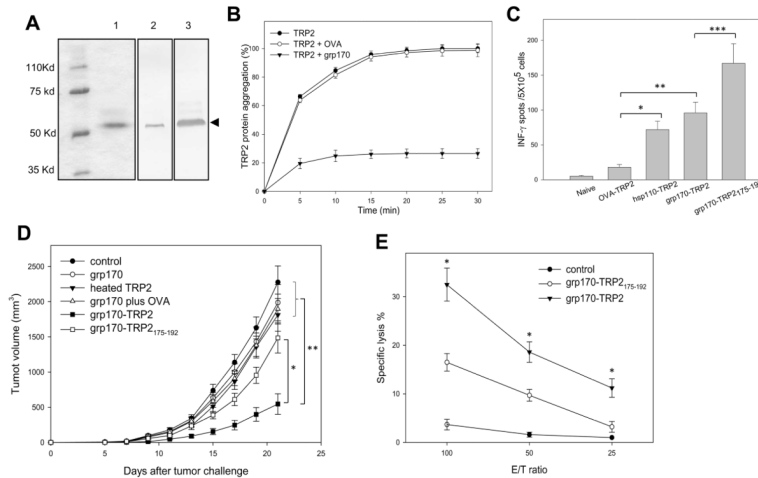 A
1 2 3
110Kd
75 kd
50 Kd
35 Kd
B
TRP2
TRP2 + OVA
TRP2 + grp170
TRP2 protein aggregation (%)
100
80
60
40
20
0
0 5 10 15 20 25 30
Time (min)
C
***
**
*
INF-γ spots /5X10⁵ cells
200
150
100
50
0
Naive
OVA-TRP2
hsp110-TRP2
grp170-TRP2
grp170-TRP2175-19
D
control
grp170
heated TRP2
grp170 plus OVA
grp170-TRP2
grp170-TRP2175-192
**
*
Tumot volume (mm³)
2500
2000
1500
1000
500
0
0 5 10 15 20 25
Days after tumor challenge
E
control
grp170-TRP2175-192
grp170-TRP2
*
*
*
Specific lysis %
30
20
10
0
100 50 25
E/T ratio